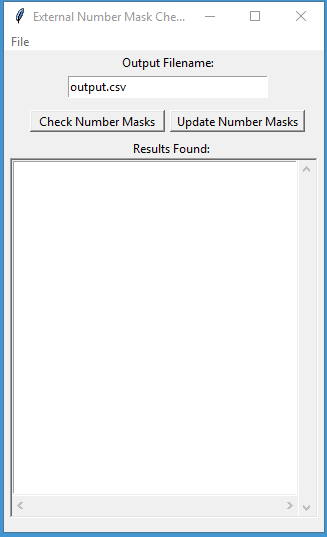 External Number Mask Che...
File
Output Filename:
output.csv
Check Number Masks Update Number Masks
Results Found: